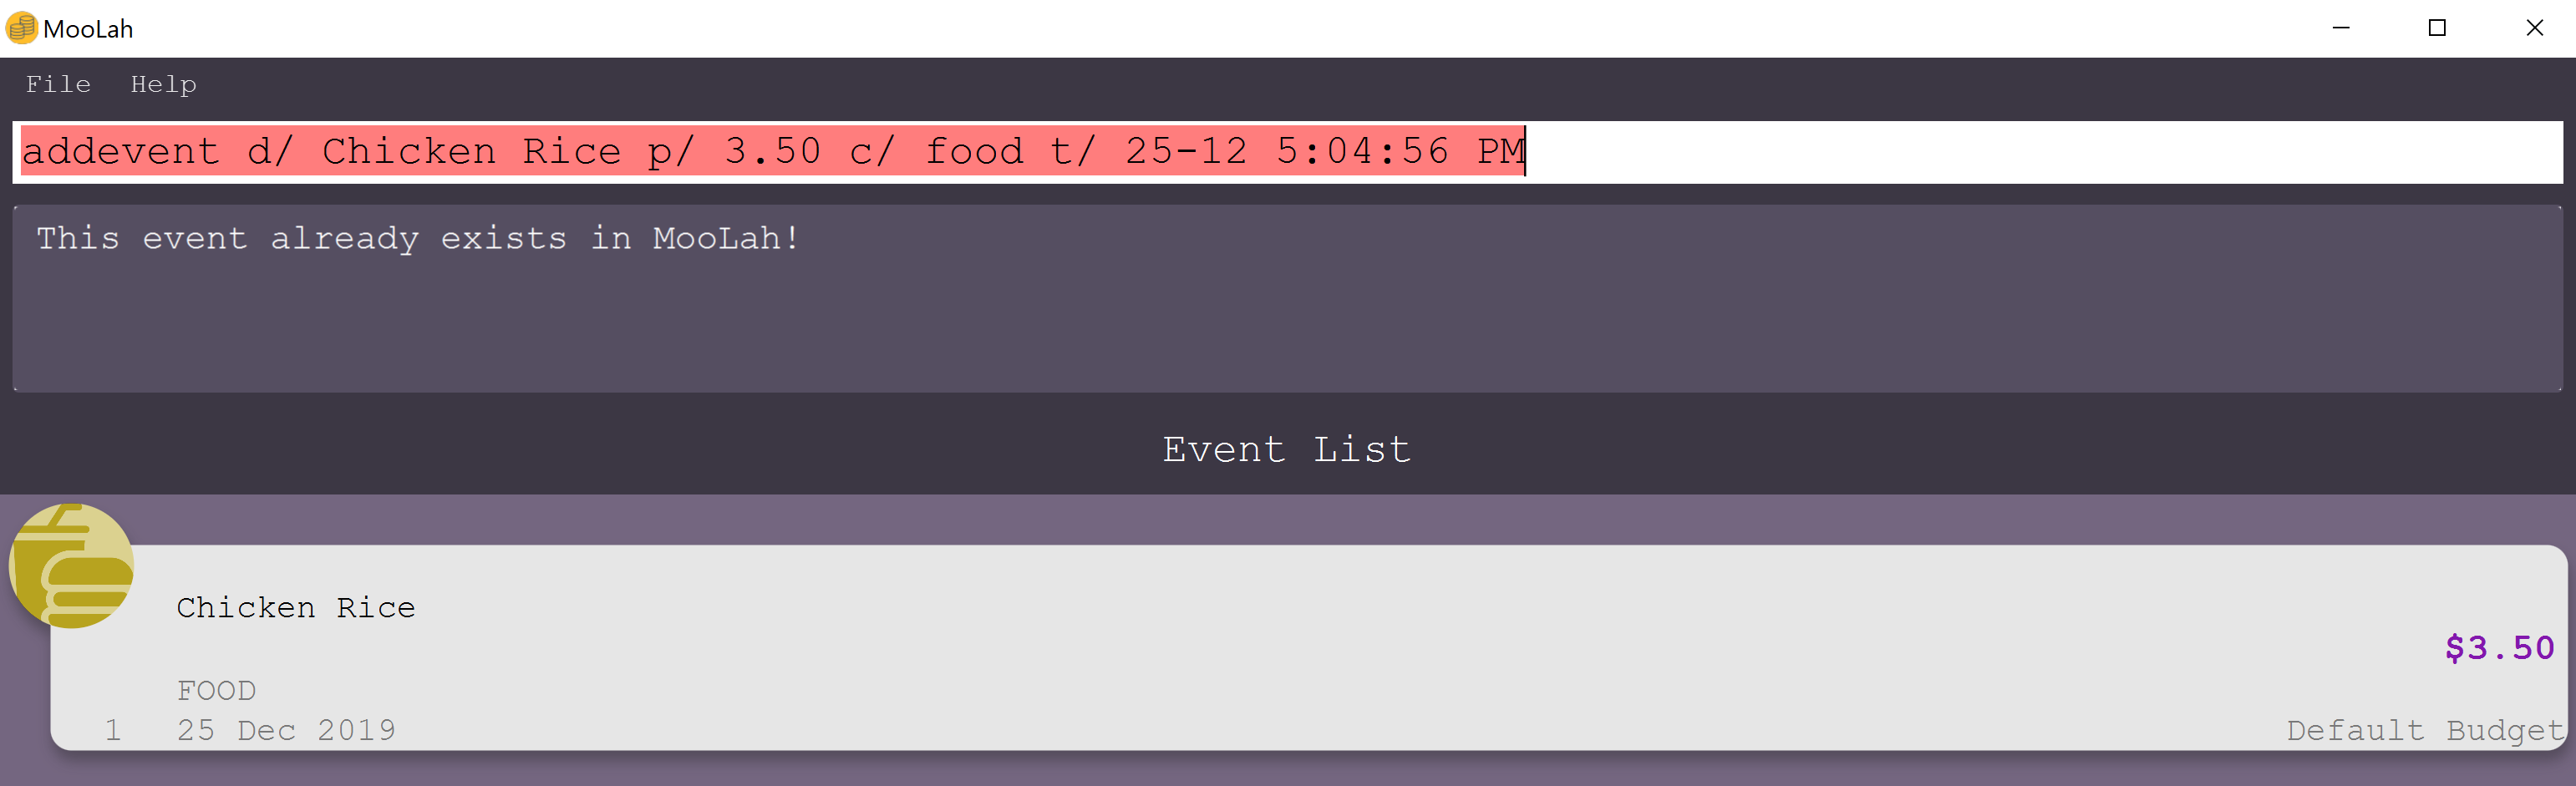 MooLah
File Help
addevent d/ Chicken Rice p/ 3.50 c/ food t/ 25-12 5:04:56 PM
This event already exists in MooLah!
Event List
Chicken Rice
$3.50
FOOD
1 25 Dec 2019 Default Budget